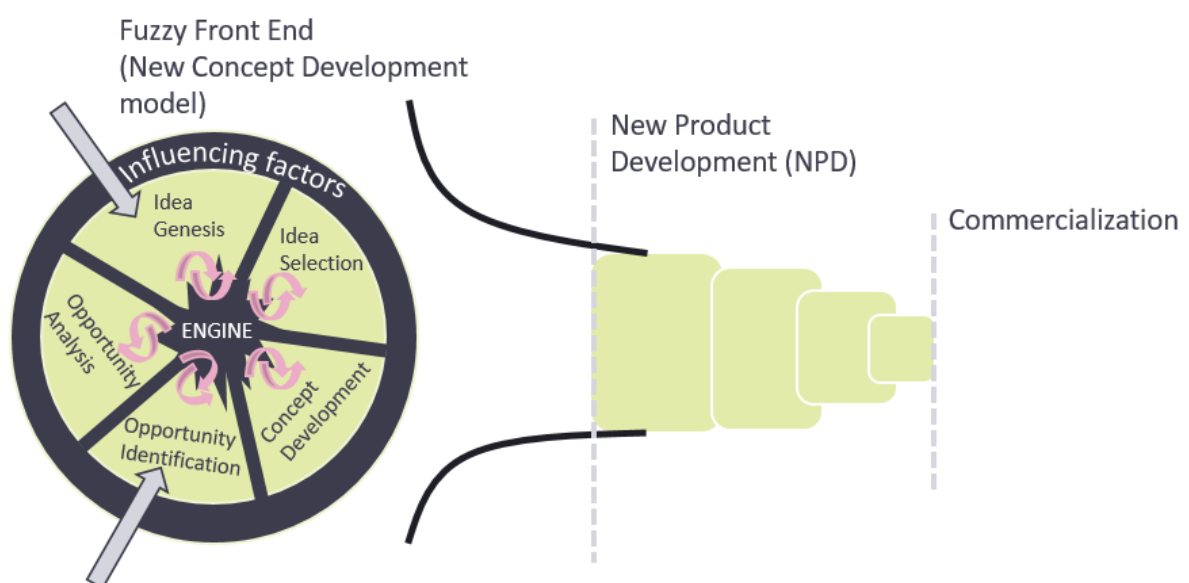 Fuzzy Front End
(New Concept Development
model)
New Product
Development (NPD)
Commercialization
Influencing factors
Idea
Genesis
Idea
Selection
Opportunity
Analysis
ENGINE
Concept
Development
Opportunity
Identification